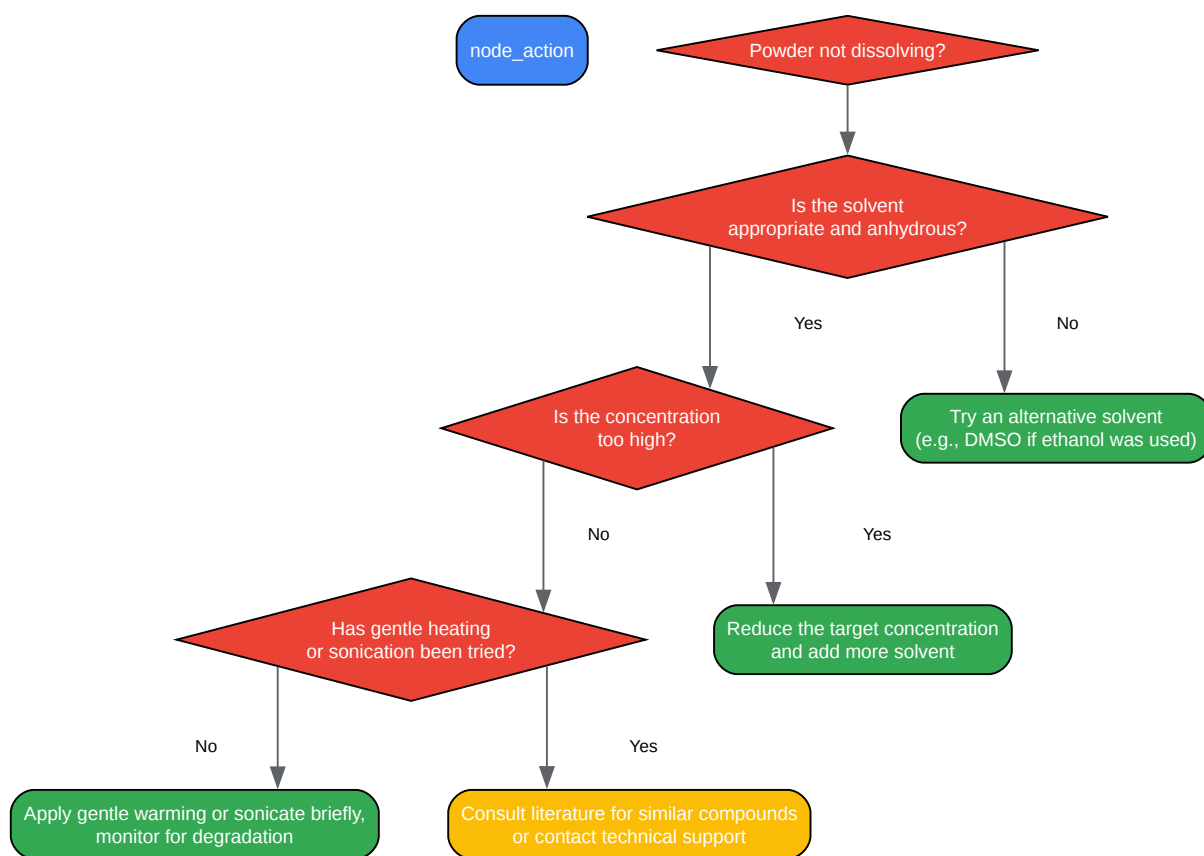 node_action
Powder not dissolving?
Is the solvent
appropriate and anhydrous?
Yes
No
Is the concentration
too high?
Try an alternative solvent
(e.g., DMSO if ethanol was used)
No
Yes
Has gentle heating
or sonication been tried?
Reduce the target concentration
and add more solvent
No
Yes
Apply gentle warming or sonicate briefly,
monitor for degradation
Consult literature for similar compounds
or contact technical support